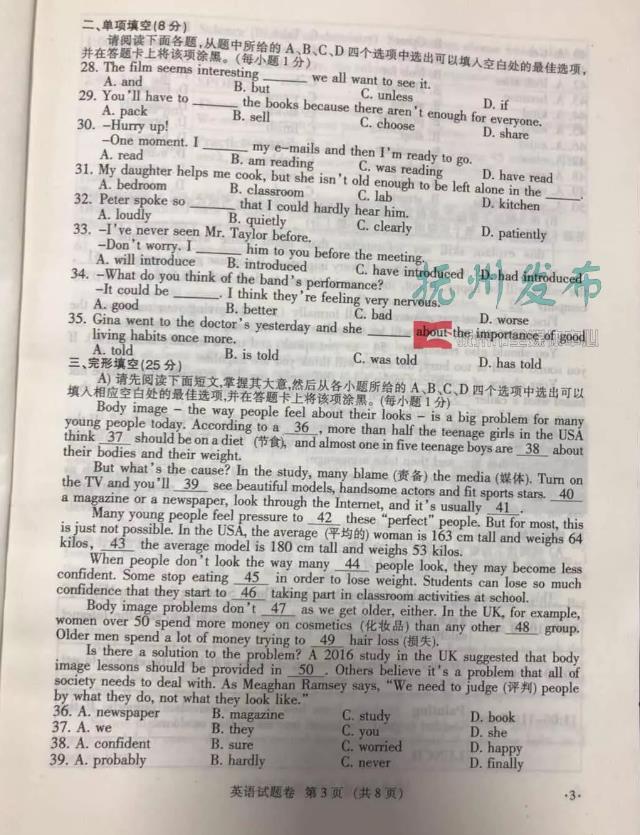 二、单项填空(8分)
请阅读下面各题,从题中所给的 A、B、C、D 四个选项中选出可以填入空白处的最佳选项,
并在答题卡上将该项涂黑。(每小题1分)
28. The film seems interesting ______ we all want to see it.
A. and B. but C. unless D. if
29. You'll have to ______ the books because there aren't enough for everyone.
A. pack B. sell C. choose D. share
30. –Hurry up!
–One moment. I ______ my e-mails and then I'm ready to go.
A. read B. am reading C. was reading D. have read
31. My daughter helps me cook, but she isn't old enough to be left alone in the ______.
A. bedroom B. classroom C. lab D. kitchen
32. Peter spoke so ______ that I could hardly hear him.
A. loudly B. quietly C. clearly D. patiently
33. –I've never seen Mr. Taylor before.
–Don't worry. I ______ him to you before the meeting.
A. will introduce B. introduced C. have introduced D. had introduced
34. –What do you think of the band's performance?
–It could be ______. I think they're feeling very nervous.
A. good B. better C. bad D. worse
抚州发布
35. Gina went to the doctor's yesterday and she ______ about the importance of good
living habits once more.
A. told B. is told C. was told D. has told
三、完形填空(25分)
A) 请先阅读下面短文,掌握其大意,然后从各小题所给的 A、B、C、D 四个选项中选出可以
填入相应空白处的最佳选项,并在答题卡上将该项涂黑。(每小题1分)
Body image – the way people feel about their looks – is a big problem for many
young people today. According to a 36 , more than half the teenage girls in the USA
think 37 should be on a diet (节食), and almost one in five teenage boys are 38 about
their bodies and their weight.
But what's the cause? In the study, many blame (责备) the media (媒体). Turn on
the TV and you'll 39 see beautiful models, handsome actors and fit sports stars. 40
a magazine or a newspaper, look through the Internet, and it's usually 41 .
Many young people feel pressure to 42 these "perfect" people. But for most, this
is just not possible. In the USA, the average (平均的) woman is 163 cm tall and weighs 64
kilos, 43 the average model is 180 cm tall and weighs 53 kilos.
When people don't look the way many 44 people look, they may become less
confident. Some stop eating 45 in order to lose weight. Students can lose so much
confidence that they start to 46 taking part in classroom activities at school.
Body image problems don't 47 as we get older, either. In the UK, for example,
women over 50 spend more money on cosmetics (化妆品) than any other 48 group.
Older men spend a lot of money trying to 49 hair loss (损失).
Is there a solution to the problem? A 2016 study in the UK suggested that body
image lessons should be provided in 50 . Others believe it's a problem that all of
society needs to deal with. As Meaghan Ramsey says, "We need to judge (评判) people
by what they do, not what they look like."
36. A. newspaper B. magazine C. study D. book
37. A. we B. they C. you D. she
38. A. confident B. sure C. worried D. happy
39. A. probably B. hardly C. never D. finally
英语试题卷 第3页 (共8页)
·3·